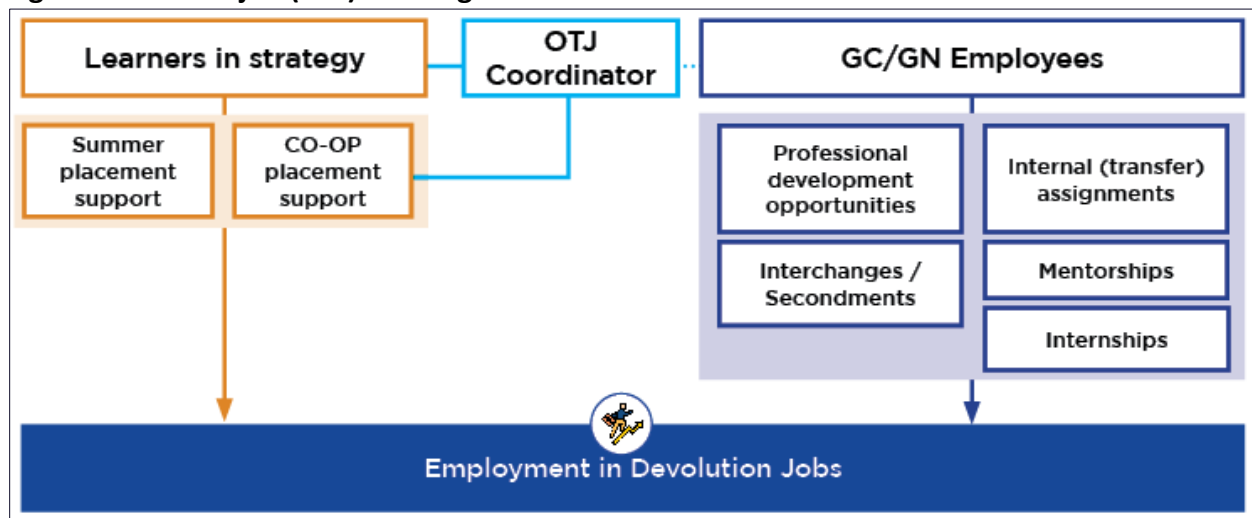 Learners in strategy
OTJ
Coordinator
GC/GN Employees
Summer
placement
support
CO-OP
placement
support
Professional
development
opportunities
Internal (transfer)
assignments
Interchanges /
Secondments
Mentorships
Internships
Employment in Devolution Jobs